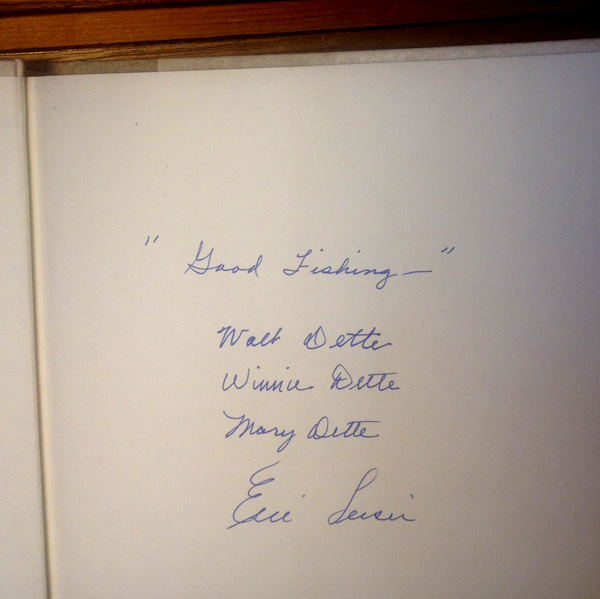 " Good Fishing— "
Walt Dette
Winnie Dette
Mary Dette
Eric Leiser